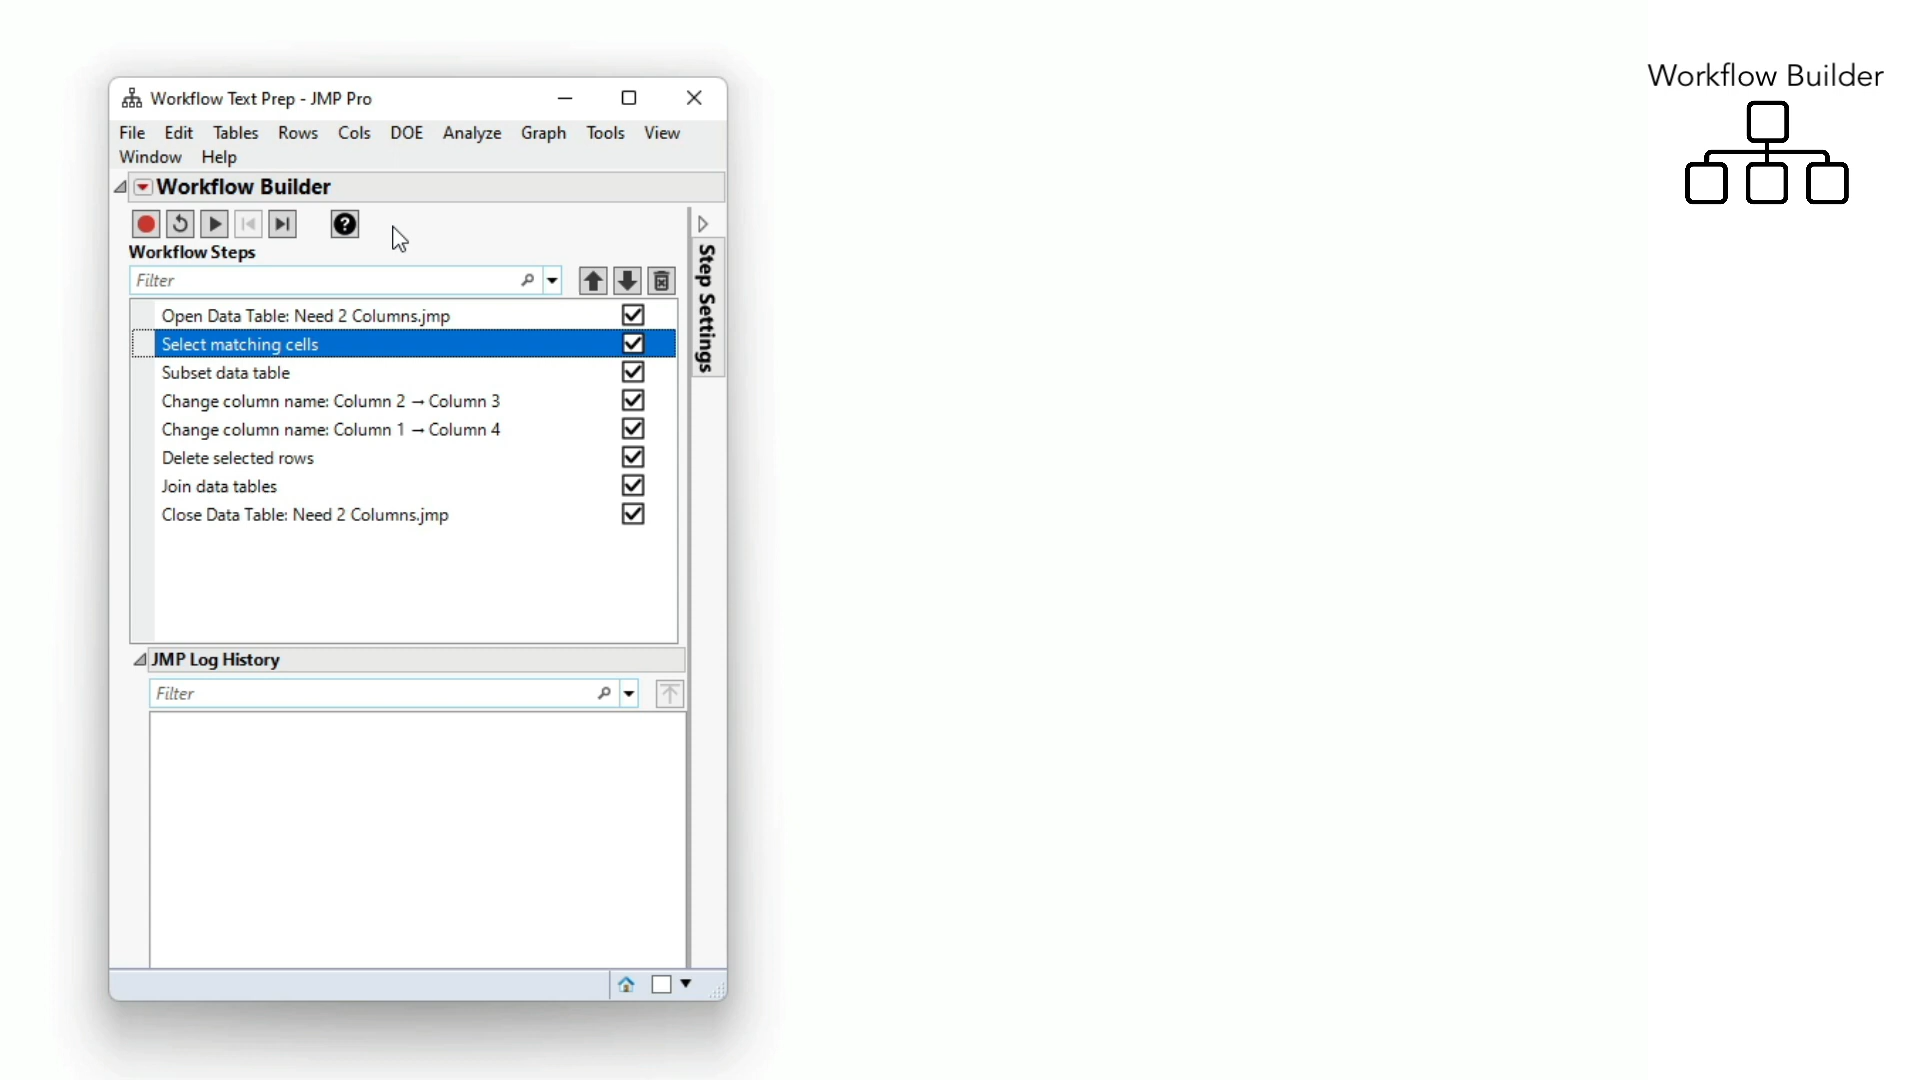 Workflow Builder
Workflow Text Prep - JMP Pro
File Edit Tables Rows Cols DOE Analyze Graph Tools View
Window Help
Workflow Builder
?
Workflow Steps
Filter
Step Settings
Open Data Table: Need 2 Columns.jmp
Select matching cells
Subset data table
Change column name: Column 2 → Column 3
Change column name: Column 1 → Column 4
Delete selected rows
Join data tables
Close Data Table: Need 2 Columns.jmp
JMP Log History
Filter